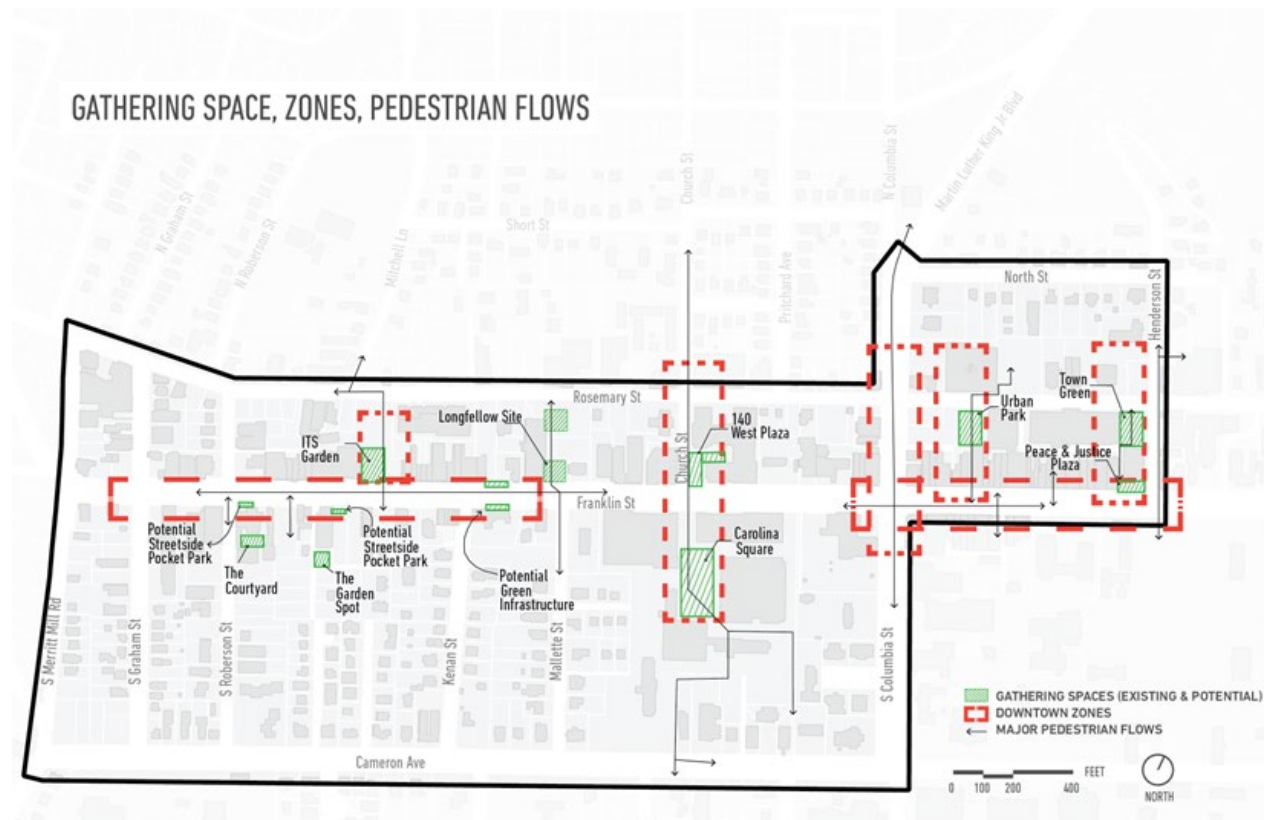 GATHERING SPACE, ZONES, PEDESTRIAN FLOWS
N Graham St
N Roberson St
Mitchell Ln
Short St
Church St
Pritchard Ave
N Columbia St
Martin Luther King Jr Blvd
North St
Henderson St
Rosemary St
Longfellow Site
ITS
Garden
Church St
140
West Plaza
Urban
Park
Town
Green
Peace & Justice
Plaza
Franklin St
Potential
Streetside
Pocket Park
The
Courtyard
The
Garden
Spot
Potential
Streetside
Pocket Park
Potential
Green
Infrastructure
Carolina
Square
S Merritt Mill Rd
S Graham St
S Roberson St
Kenan St
Mallette St
S Columbia St
Cameron Ave
GATHERING SPACES (EXISTING & POTENTIAL)
DOWNTOWN ZONES
MAJOR PEDESTRIAN FLOWS
FEET
0 100 200 400
NORTH